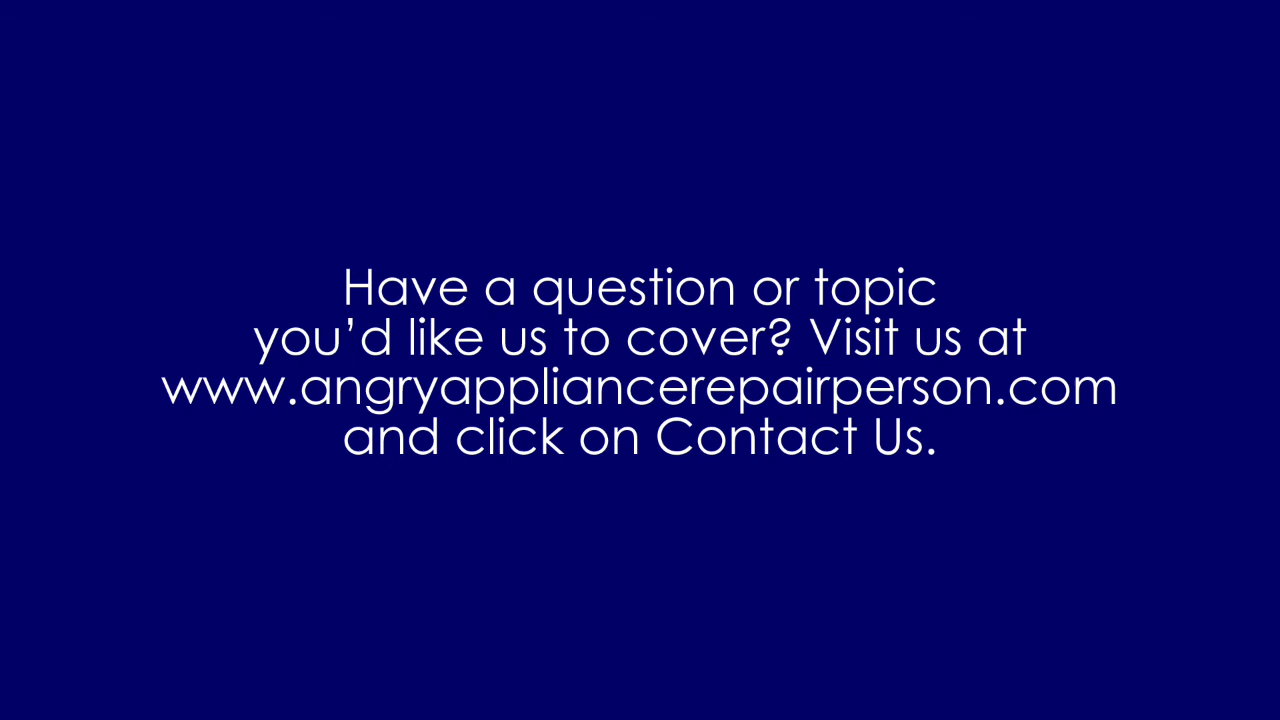 Have a question or topic
you’d like us to cover? Visit us at
www.angryappliancerepairperson.com
and click on Contact Us.